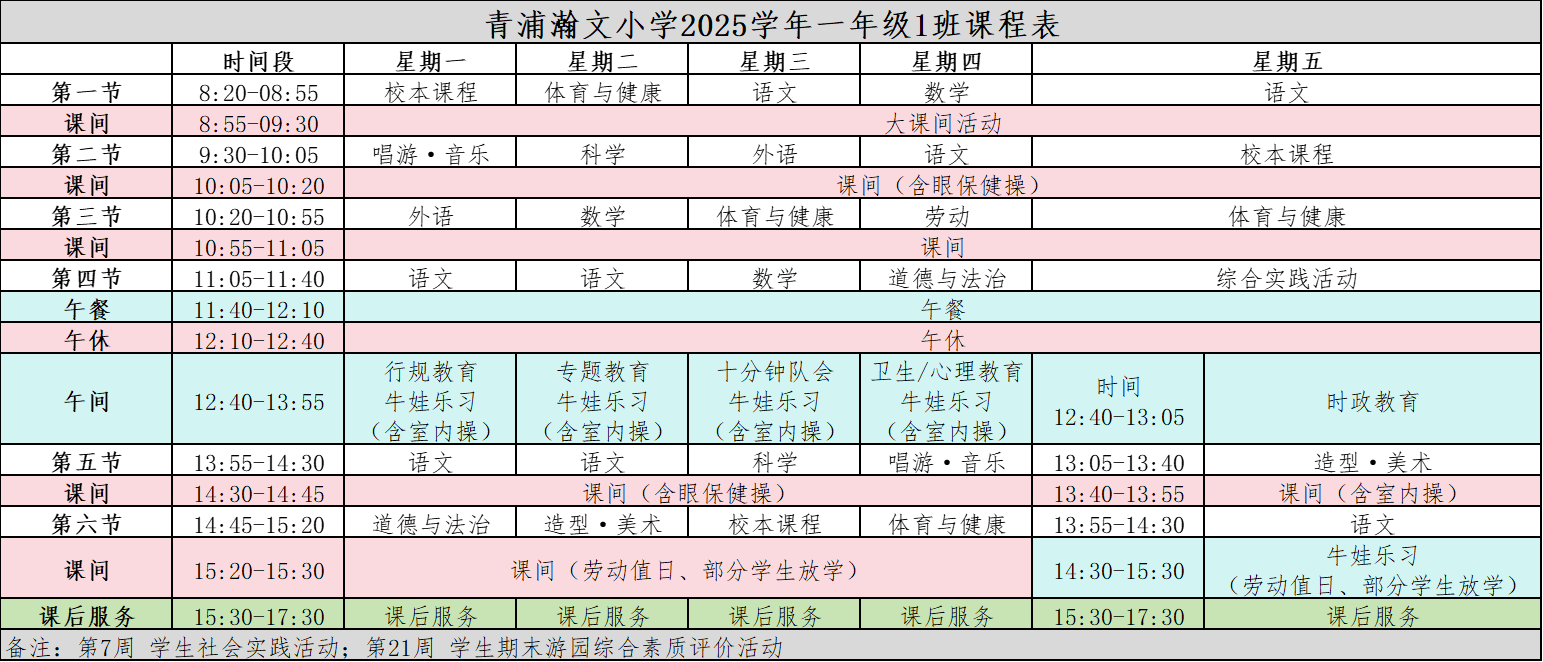 青浦瀚文小学2025学年一年级1班课程表
时间段 星期一 星期二 星期三 星期四 星期五
第一节 8:20-08:55 校本课程 体育与健康 语文 数学 语文
课间 8:55-09:30 大课间活动
第二节 9:30-10:05 唱游·音乐 科学 外语 语文 校本课程
课间 10:05-10:20 课间（含眼保健操）
第三节 10:20-10:55 外语 数学 体育与健康 劳动 体育与健康
课间 10:55-11:05 课间
第四节 11:05-11:40 语文 语文 数学 道德与法治 综合实践活动
午餐 11:40-12:10 午餐
午休 12:10-12:40 午休
午间 12:40-13:55
行规教育
牛娃乐习
（含室内操）
专题教育
牛娃乐习
（含室内操）
十分钟队会
牛娃乐习
（含室内操）
卫生/心理教育
牛娃乐习
（含室内操）
时间
12:40-13:05
时政教育
第五节 13:55-14:30 语文 语文 科学 唱游·音乐 13:05-13:40 造型·美术
课间 14:30-14:45 课间（含眼保健操） 13:40-13:55 课间（含室内操）
第六节 14:45-15:20 道德与法治 造型·美术 校本课程 体育与健康 13:55-14:30 语文
课间 15:20-15:30 课间（劳动值日、部分学生放学） 14:30-15:30
牛娃乐习
（劳动值日、部分学生放学）
课后服务 15:30-17:30 课后服务 课后服务 课后服务 课后服务 15:30-17:30 课后服务
备注：第7周 学生社会实践活动；第21周 学生期末游园综合素质评价活动